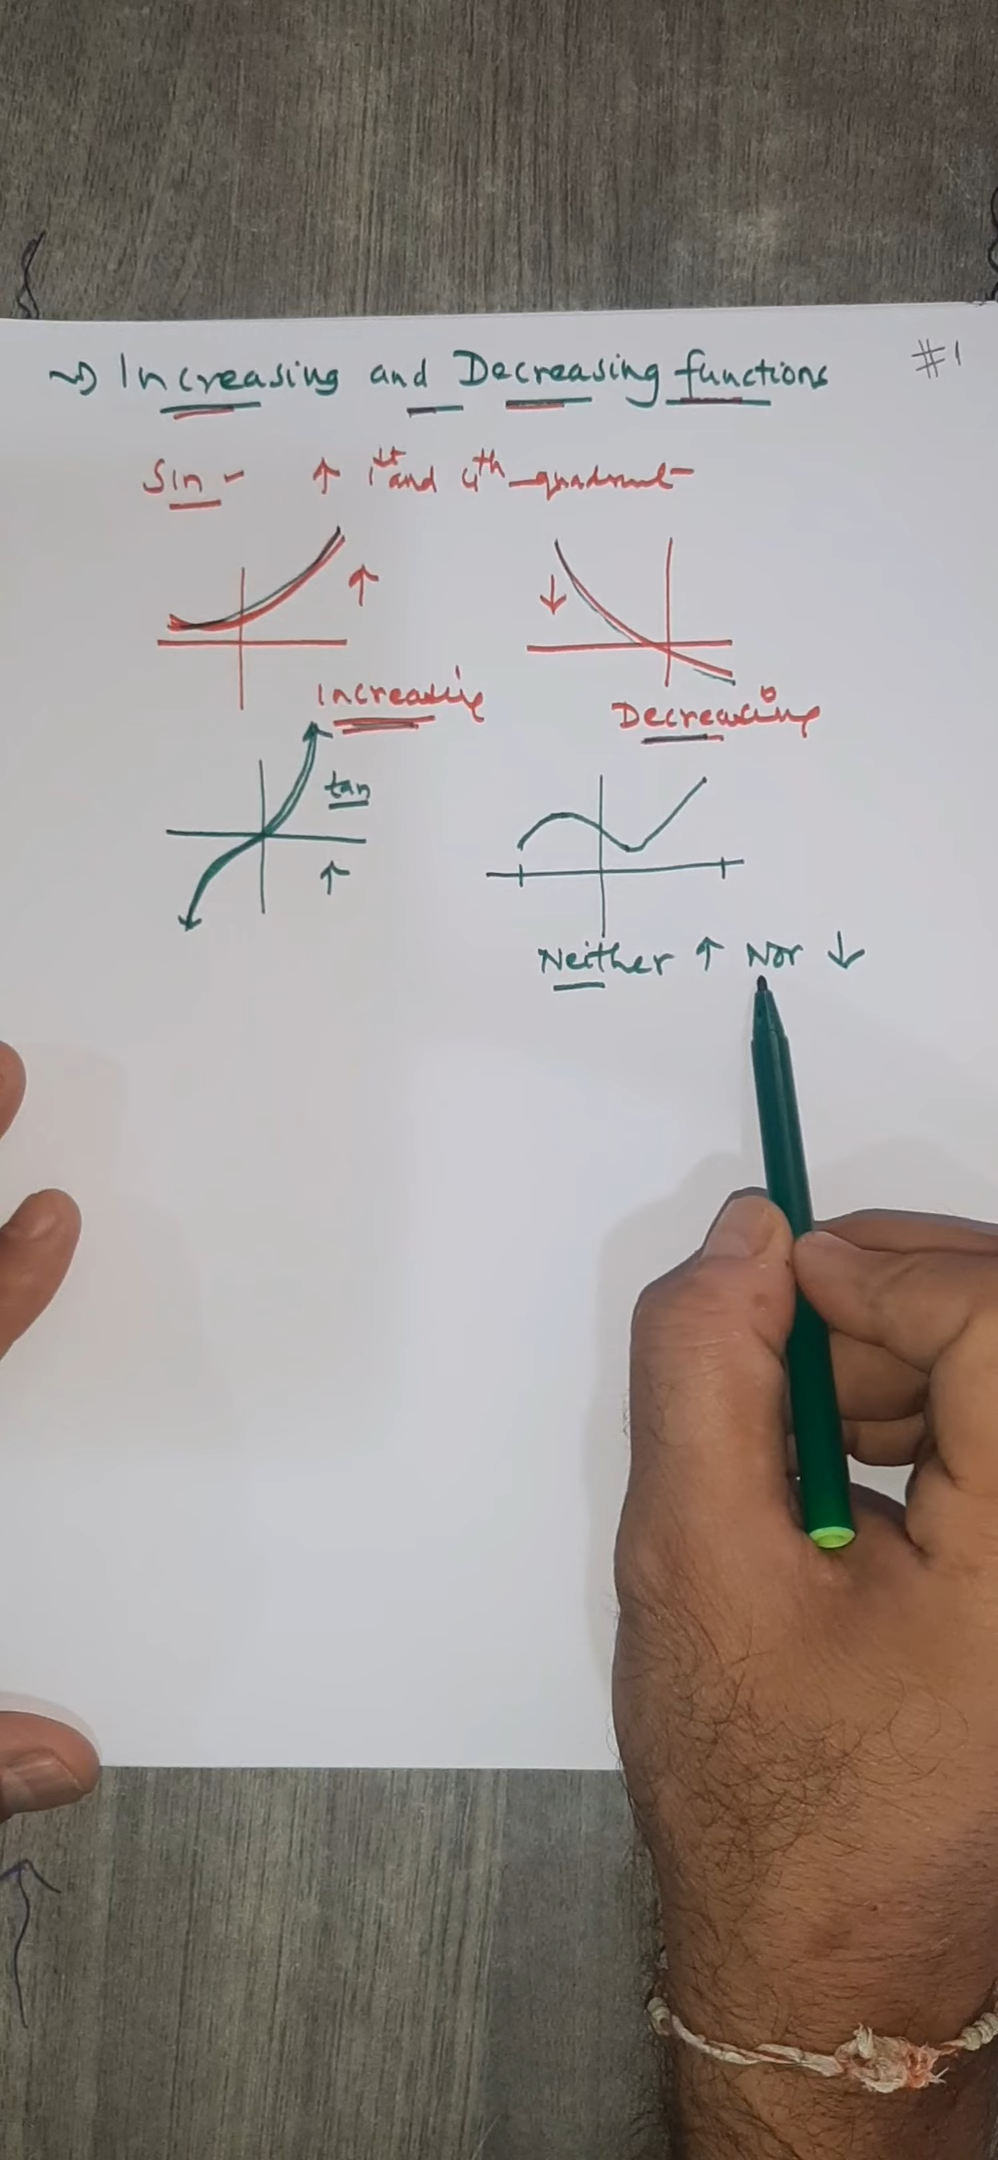 ~) Increasing and Decreasing functions #1
Sin - ↑ 1st and 4th quadrant
↑ ↓
Increasing
Decreasing
tan
↑
Neither ↑ Nor ↓